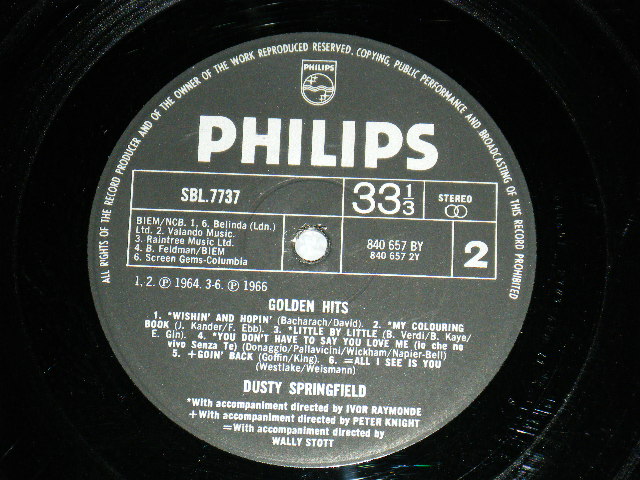 ALL RIGHTS OF THE RECORD PRODUCER AND OF THE OWNER OF THE WORK REPRODUCED RESERVED. COPYING, PUBLIC PERFORMANCE AND BROADCASTING OF THIS RECORD PROHIBITED
PHILIPS
PHILIPS
SBL.7737
33 1/3
STEREO
BIEM/NCB. 1, 6. Belinda (Ldn.)
Ltd. 2. Valando Music.
3. Raintree Music Ltd.
4. B. Feldman/BIEM
6. Screen Gems-Columbia
840 657 BY
840 657 2Y
2
1, 2. ℗ 1964. 3-6. ℗ 1966
GOLDEN HITS
1. *WISHIN' AND HOPIN' (Bacharach/David). 2. *MY COLOURING
BOOK (J. Kander/F. Ebb). 3. *LITTLE BY LITTLE (B. Verdi/B. Kaye/
E. Gin). 4. *YOU DON'T HAVE TO SAY YOU LOVE ME (Io che no
vivo Senza Te) (Donaggio/Pallavicini/Wickham/Napier-Bell)
5. +GOIN' BACK (Goffin/King). 6. =ALL I SEE IS YOU
(Westlake/Weismann)
DUSTY SPRINGFIELD
*With accompaniment directed by IVOR RAYMONDE
+With accompaniment directed by PETER KNIGHT
=With accompaniment directed by
WALLY STOTT